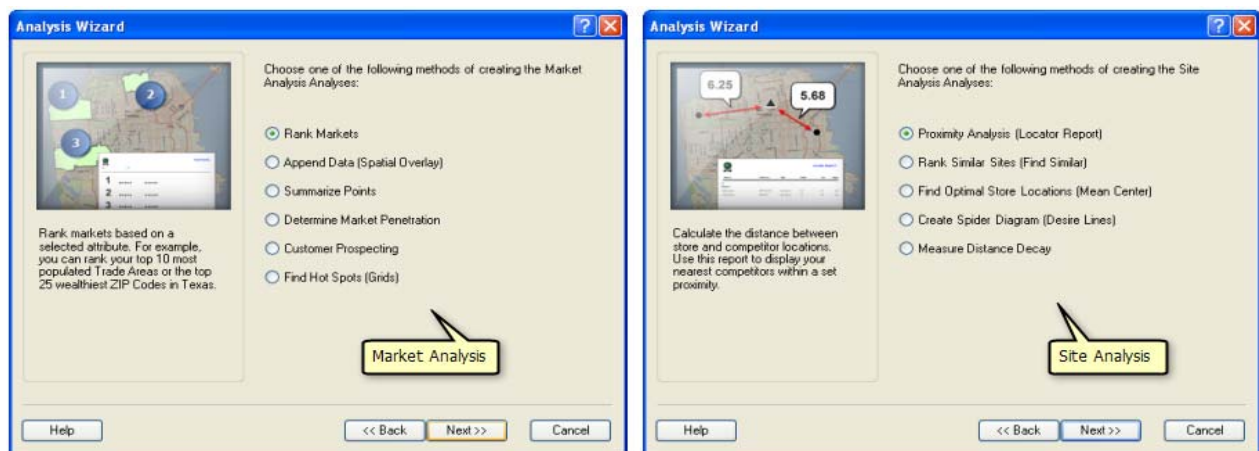 Analysis Wizard
1
2
3
1
2
3
Rank markets based on a
selected attribute. For example,
you can rank your top 10 most
populated Trade Areas or the top
25 wealthiest ZIP Codes in Texas.
Choose one of the following methods of creating the Market
Analysis Analyses:
Rank Markets
Append Data (Spatial Overlay)
Summarize Points
Determine Market Penetration
Customer Prospecting
Find Hot Spots (Grids)
Market Analysis
Help
<< Back
Next >>
Cancel
Analysis Wizard
6.25
5.68
Calculate the distance between
store and competitor locations.
Use this report to display your
nearest competitors within a set
proximity.
Choose one of the following methods of creating the Site
Analysis Analyses:
Proximity Analysis (Locator Report)
Rank Similar Sites (Find Similar)
Find Optimal Store Locations (Mean Center)
Create Spider Diagram (Desire Lines)
Measure Distance Decay
Site Analysis
Help
<< Back
Next >>
Cancel